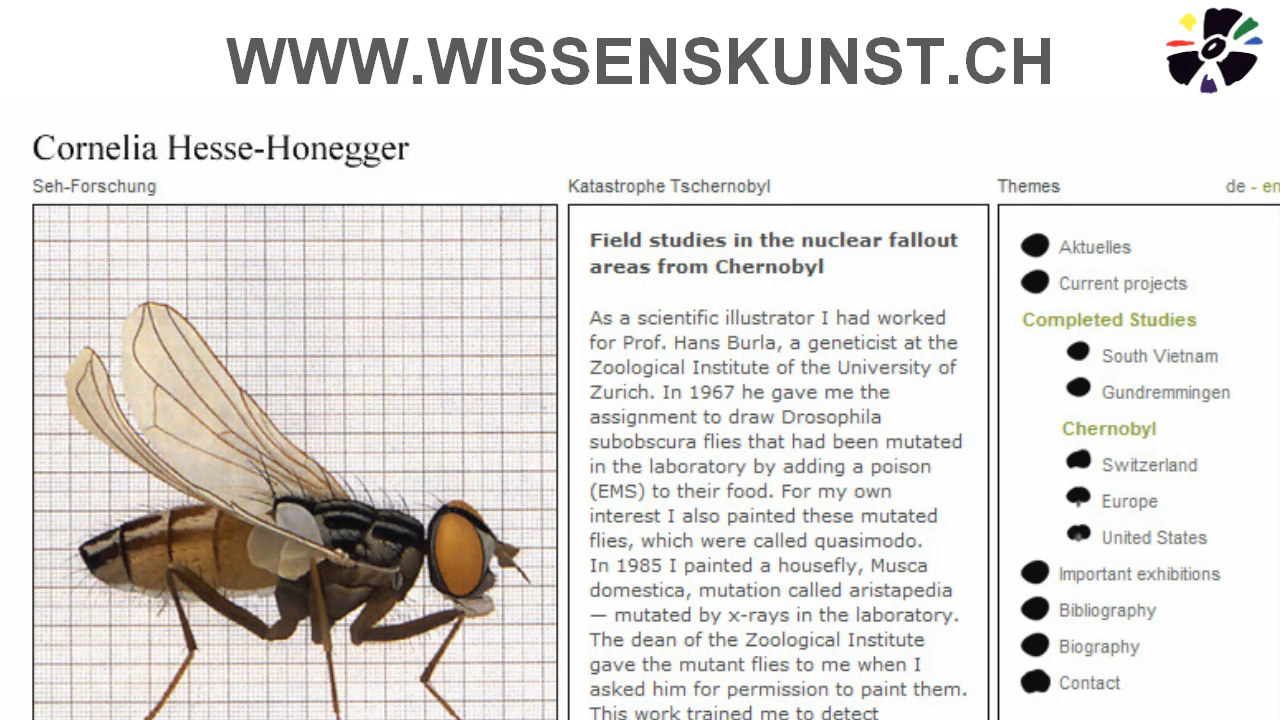 WWW.WISSENSKUNST.CH
Cornelia Hesse-Honegger
Seh-Forschung
Katastrophe Tschernobyl
Field studies in the nuclear fallout
areas from Chernobyl
As a scientific illustrator I had worked
for Prof. Hans Burla, a geneticist at the
Zoological Institute of the University of
Zurich. In 1967 he gave me the
assignment to draw Drosophila
subobscura flies that had been mutated
in the laboratory by adding a poison
(EMS) to their food. For my own
interest I also painted these mutated
flies, which were called quasimodo.
In 1985 I painted a housefly, Musca
domestica, mutation called aristapedia
— mutated by x-rays in the laboratory.
The dean of the Zoological Institute
gave the mutant flies to me when I
asked him for permission to paint them.
This work trained me to detect
Themes
de - en
Aktuelles
Current projects
Completed Studies
South Vietnam
Gundremmingen
Chernobyl
Switzerland
Europe
United States
Important exhibitions
Bibliography
Biography
Contact